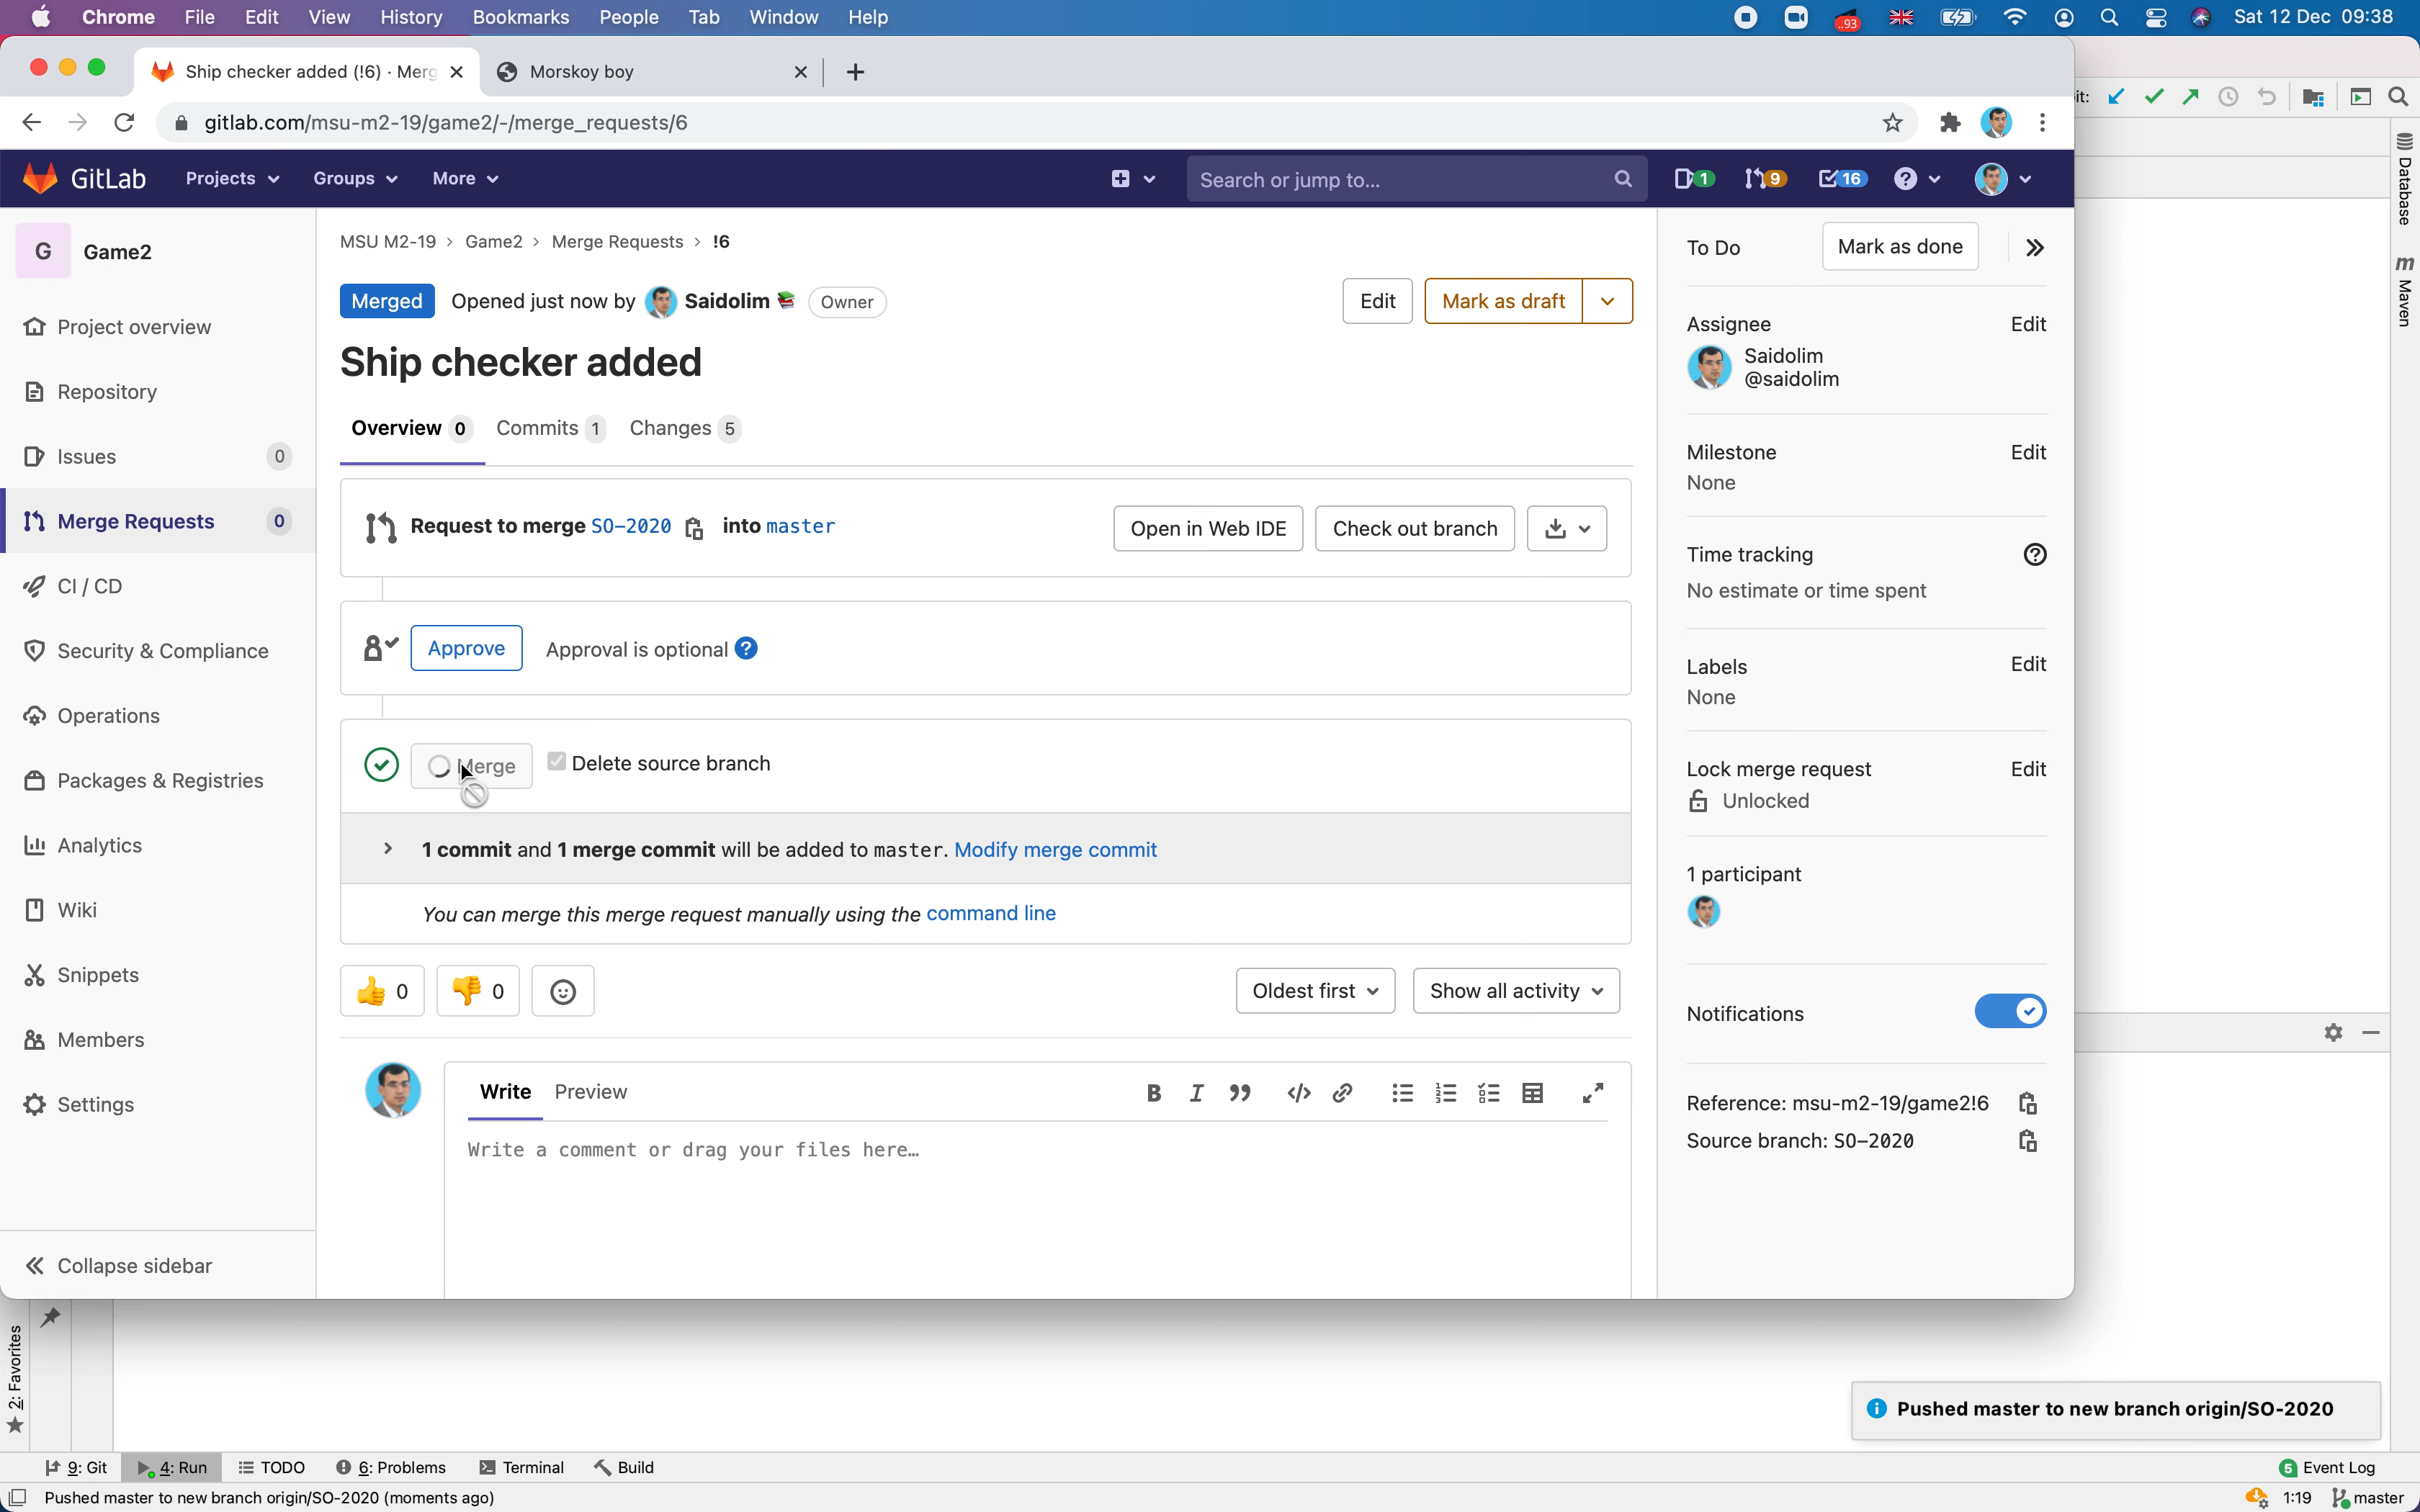 Chrome File Edit View History Bookmarks People Tab Window Help ..93 Sat 12 Dec 09:38
Ship checker added (!6) · Merg Morskoy boy
gitlab.com/msu-m2-19/game2/-/merge_requests/6
it:
GitLab Projects Groups More Search or jump to... 1 9 16
G Game2
Project overview
Repository
Issues 0
Merge Requests 0
CI / CD
Security & Compliance
Operations
Packages & Registries
Analytics
Wiki
Snippets
Members
Settings
Collapse sidebar
MSU M2-19 > Game2 > Merge Requests > !6
Merged Opened just now by Saidolim Owner Edit Mark as draft
Ship checker added
Overview 0 Commits 1 Changes 5
Request to merge SO-2020 into master Open in Web IDE Check out branch
Approve Approval is optional ?
Merge Delete source branch
1 commit and 1 merge commit will be added to master. Modify merge commit
You can merge this merge request manually using the command line
0 0 Oldest first Show all activity
Write Preview
Write a comment or drag your files here…
To Do Mark as done
Assignee Edit
Saidolim
@saidolim
Milestone Edit
None
Time tracking
No estimate or time spent
Labels Edit
None
Lock merge request Edit
Unlocked
1 participant
Notifications
Reference: msu-m2-19/game2!6
Source branch: SO-2020
Database
m Maven
2: Favorites
Pushed master to new branch origin/SO-2020
9: Git 4: Run TODO 6: Problems Terminal Build 5 Event Log
Pushed master to new branch origin/SO-2020 (moments ago) 1:19 master